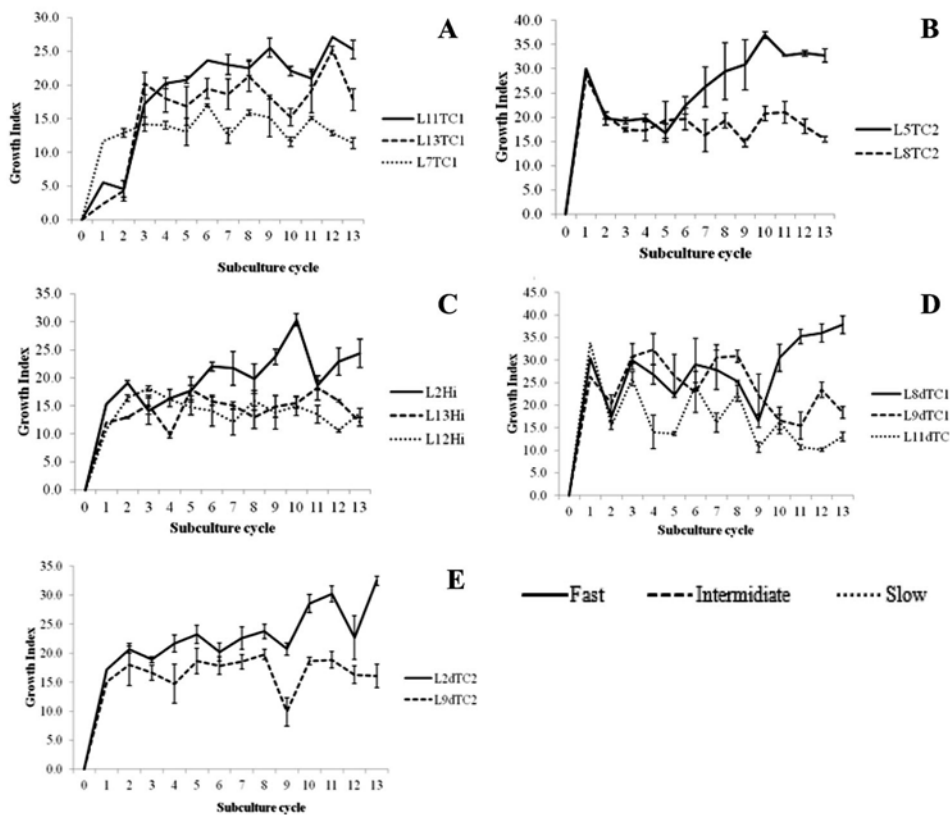 A
Growth Index
30.0
25.0
20.0
15.0
10.0
5.0
0.0
0 1 2 3 4 5 6 7 8 9 10 11 12 13
Subculture cycle
L11TC1
L13TC1
L7TC1
B
Growth Index
40.0
35.0
30.0
25.0
20.0
15.0
10.0
5.0
0.0
0 1 2 3 4 5 6 7 8 9 10 11 12 13
Subculture cycle
L5TC2
L8TC2
C
Growth Index
35.0
30.0
25.0
20.0
15.0
10.0
5.0
0.0
0 1 2 3 4 5 6 7 8 9 10 11 12 13
Subculture cycle
L2Hi
L13Hi
L12Hi
D
Growth Index
45.0
40.0
35.0
30.0
25.0
20.0
15.0
10.0
5.0
0.0
0 1 2 3 4 5 6 7 8 9 10 11 12 13
Subculture cycle
L8dTC1
L9dTC1
L11dTC
E
Growth Index
35.0
30.0
25.0
20.0
15.0
10.0
5.0
0.0
0 1 2 3 4 5 6 7 8 9 10 11 12 13
Subculture cycle
L2dTC2
L9dTC2
Fast Intermidiate Slow